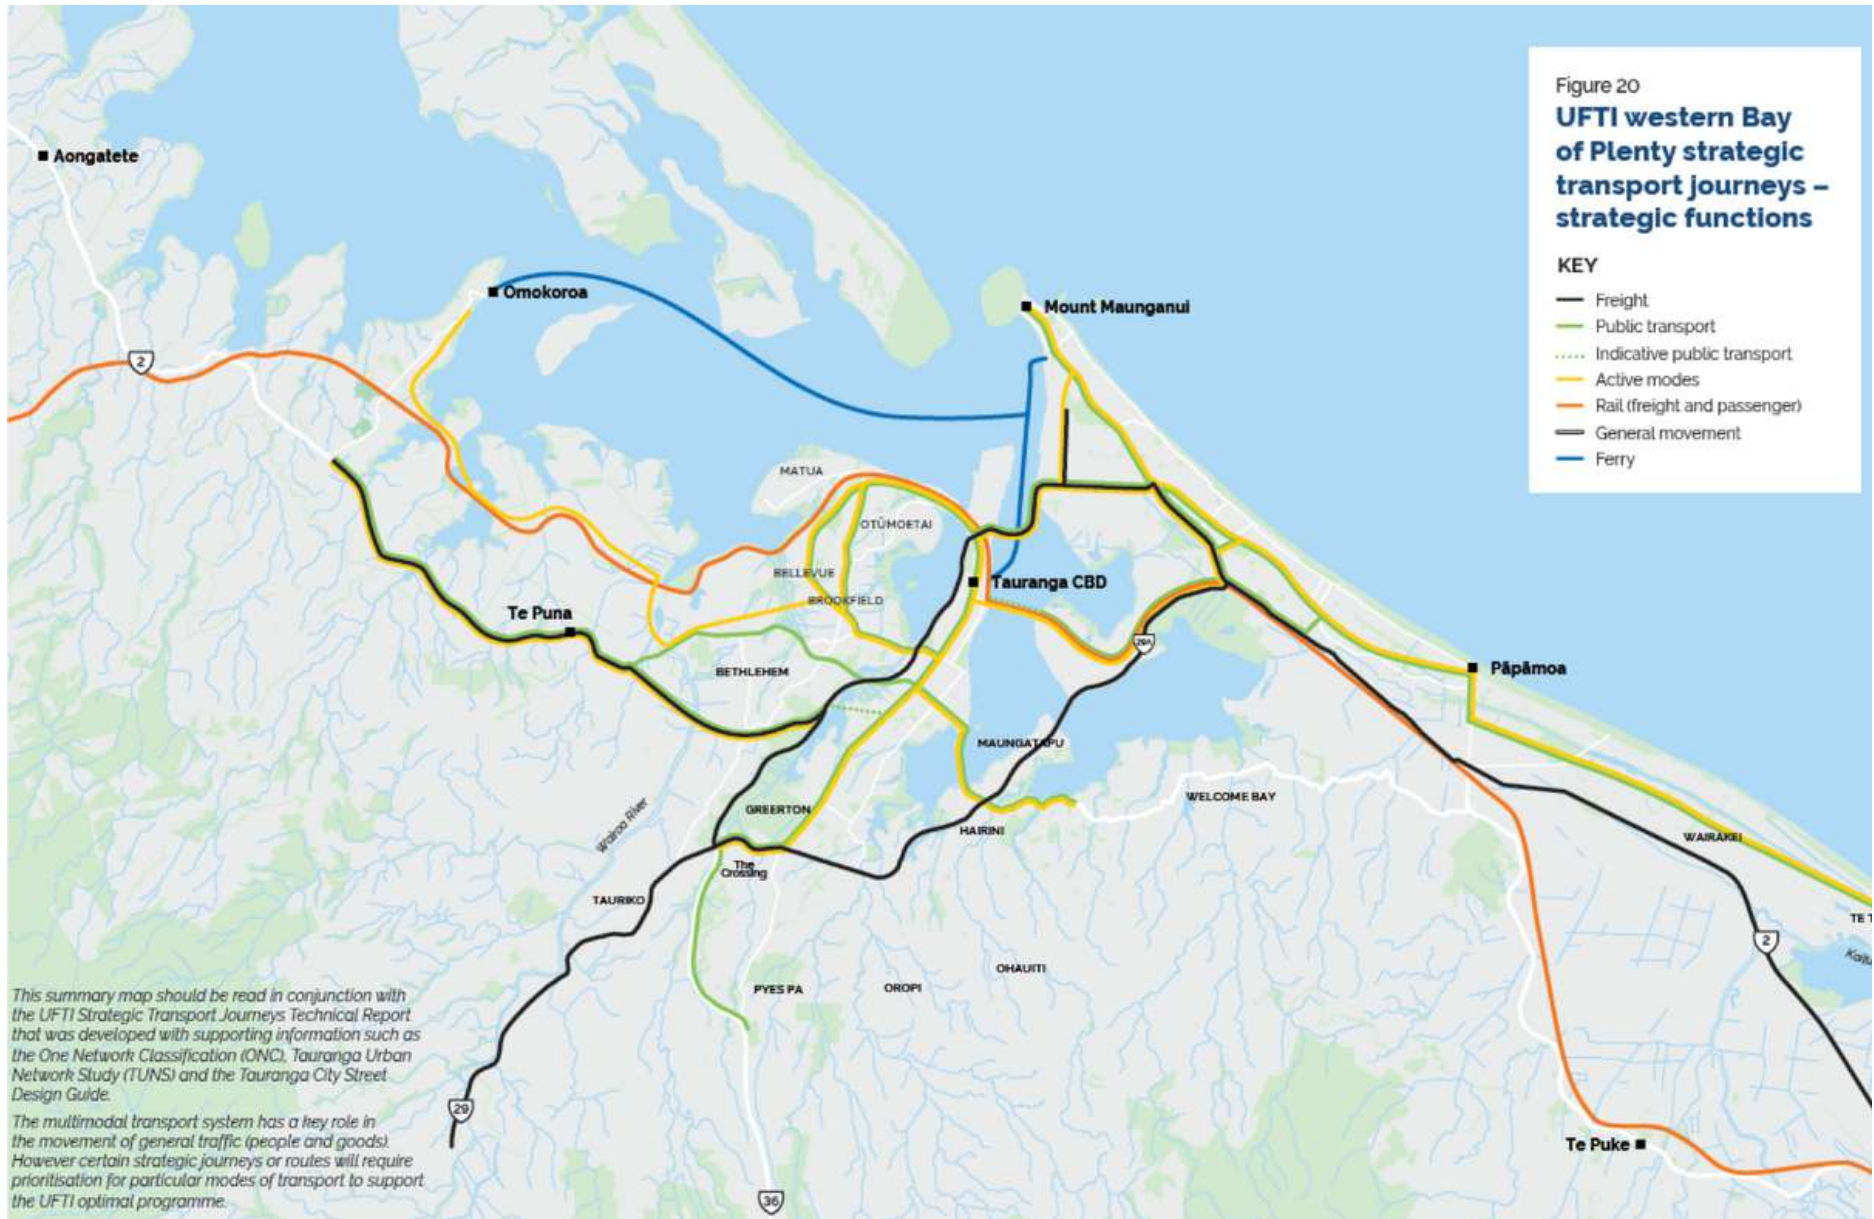 Figure 20
UFTI western Bay
of Plenty strategic
transport journeys –
strategic functions
KEY
Freight
Public transport
Indicative public transport
Active modes
Rail (freight and passenger)
General movement
Ferry
Aongatete
2
Omokoroa
Mount Maunganui
MATUA
OTŪMOETAI
BELLEVUE
BROOKFIELD
Tauranga CBD
Te Puna
29A
BETHLEHEM
Pāpāmoa
MAUNGATAPU
WELCOME BAY
GREERTON
HAIRINI
Wairoa River
WAIRAKEI
The
Crossing
TAURIKO
TE T
2
Kaitu
PYES PA
OROPI
OHAUITI
29
Te Puke
36
This summary map should be read in conjunction with
the UFTI Strategic Transport Journeys Technical Report
that was developed with supporting information such as
the One Network Classification (ONC), Tauranga Urban
Network Study (TUNS) and the Tauranga City Street
Design Guide.
The multimodal transport system has a key role in
the movement of general traffic (people and goods).
However certain strategic journeys or routes will require
prioritisation for particular modes of transport to support
the UFTI optimal programme.